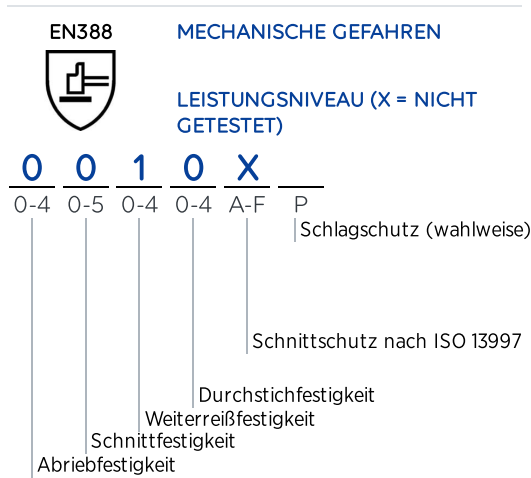 EN388
MECHANISCHE GEFAHREN
LEISTUNGSNIVEAU (X = NICHT
GETESTET)
0 0 1 0 X
0-4 0-5 0-4 0-4 A-F P
Schlagschutz (wahlweise)
Schnittschutz nach ISO 13997
Durchstichfestigkeit
Weiterreißfestigkeit
Schnittfestigkeit
Abriebfestigkeit